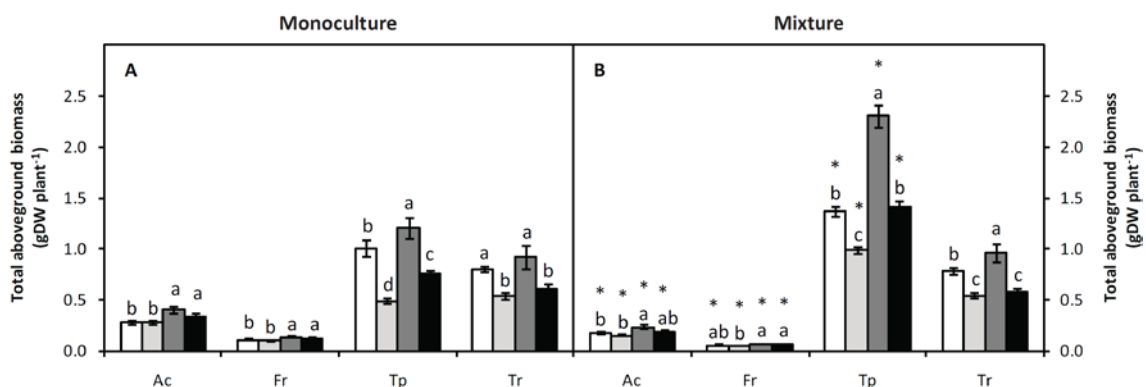 Monoculture
Mixture
A
B
Total aboveground biomass
(gDW plant⁻¹)
2.5
2.0
1.5
1.0
0.5
0.0
b b a a
b b a a
b d a c
a b a b
* * * *
b b a ab
* * * *
ab b a a
* * * *
b c a b
b c a c
2.5
2.0
1.5
1.0
0.5
0.0
Total aboveground biomass
(gDW plant⁻¹)
Ac Fr Tp Tr Ac Fr Tp Tr